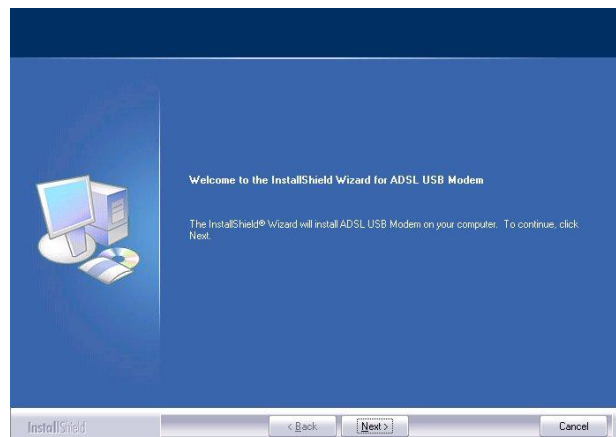 Welcome to the InstallShield Wizard for ADSL USB Modem
The InstallShield® Wizard will install ADSL USB Modem on your computer. To continue, click
Next.
InstallShield
< Back
Next >
Cancel